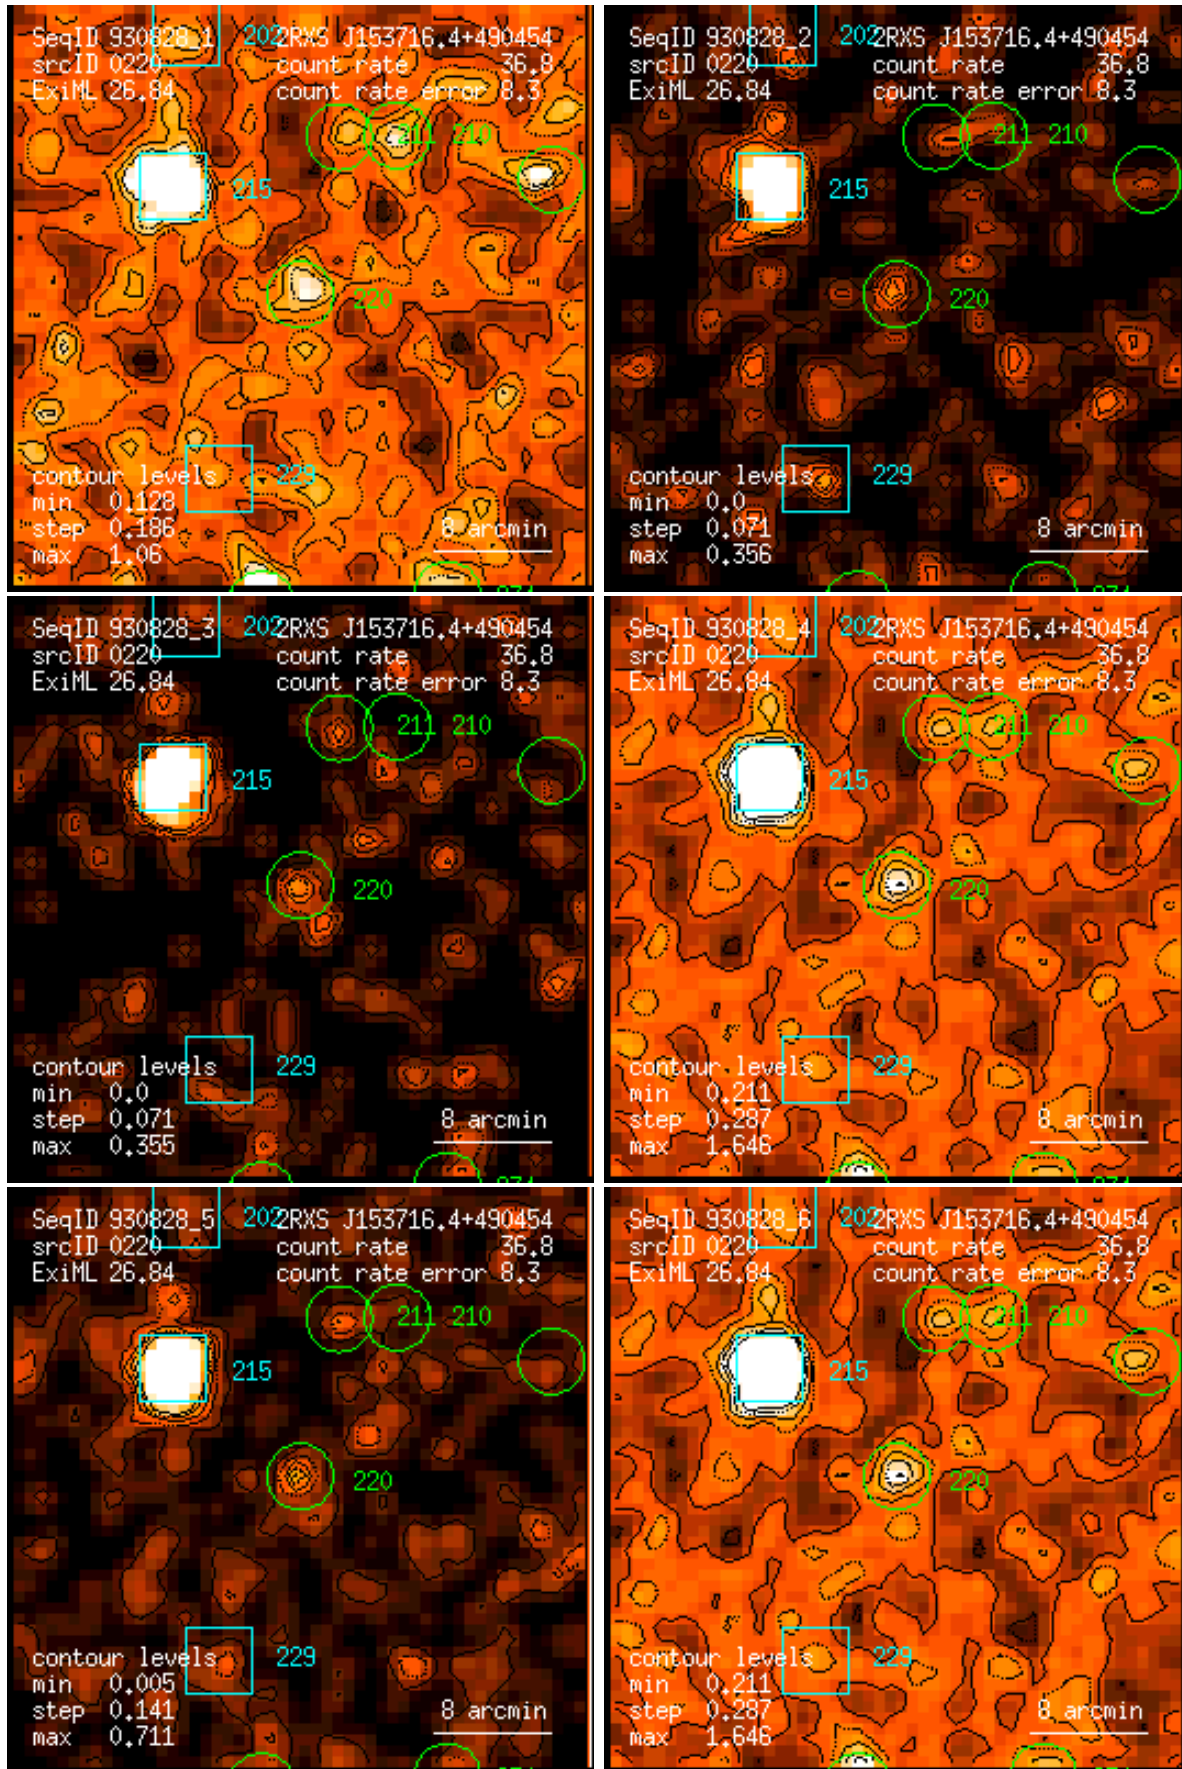 SeqID 930828_1 202 2RXS J153716.4+490454
srcID 0220 count rate 36.8
ExiML 26.84 count rate error 8.3
211 210
215
220
229
contour levels
min 0.128
step 0.186
max 1.06
8 arcmin
SeqID 930828_2 202 2RXS J153716.4+490454
srcID 0220 count rate 36.8
ExiML 26.84 count rate error 8.3
211 210
215
220
229
contour levels
min 0.0
step 0.071
max 0.356
8 arcmin
SeqID 930828_3 202 2RXS J153716.4+490454
srcID 0220 count rate 36.8
ExiML 26.84 count rate error 8.3
211 210
215
220
229
contour levels
min 0.0
step 0.071
max 0.355
8 arcmin
SeqID 930828_4 202 2RXS J153716.4+490454
srcID 0220 count rate 36.8
ExiML 26.84 count rate error 8.3
211 210
215
220
229
contour levels
min 0.211
step 0.287
max 1.646
8 arcmin
SeqID 930828_5 202 2RXS J153716.4+490454
srcID 0220 count rate 36.8
ExiML 26.84 count rate error 8.3
211 210
215
220
229
contour levels
min 0.005
step 0.141
max 0.711
8 arcmin
SeqID 930828_6 202 2RXS J153716.4+490454
srcID 0220 count rate 36.8
ExiML 26.84 count rate error 8.3
211 210
215
220
229
contour levels
min 0.211
step 0.287
max 1.646
8 arcmin